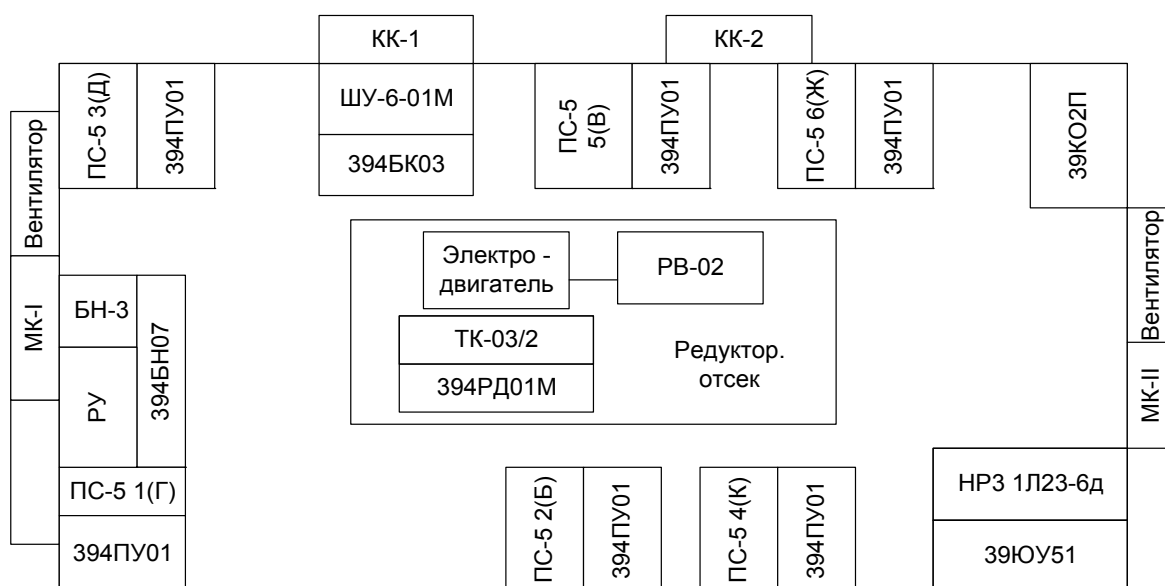 КК-1
КК-2
ПС-5 3(Д)
394ПУ01
ШУ-6-01М
394БК03
ПС-5
5(В)
394ПУ01
ПС-5 6(Ж)
394ПУ01
39КО2П
Вентилятор
МК-I
Вентилятор
МК-II
Электро -
двигатель
РВ-02
ТК-03/2
394РД01М
Редуктор.
отсек
БН-3
394БН07
РУ
ПС-5 1(Г)
394ПУ01
ПС-5 2(Б)
394ПУ01
ПС-5 4(К)
394ПУ01
НРЗ 1Л23-6д
39ЮУ51